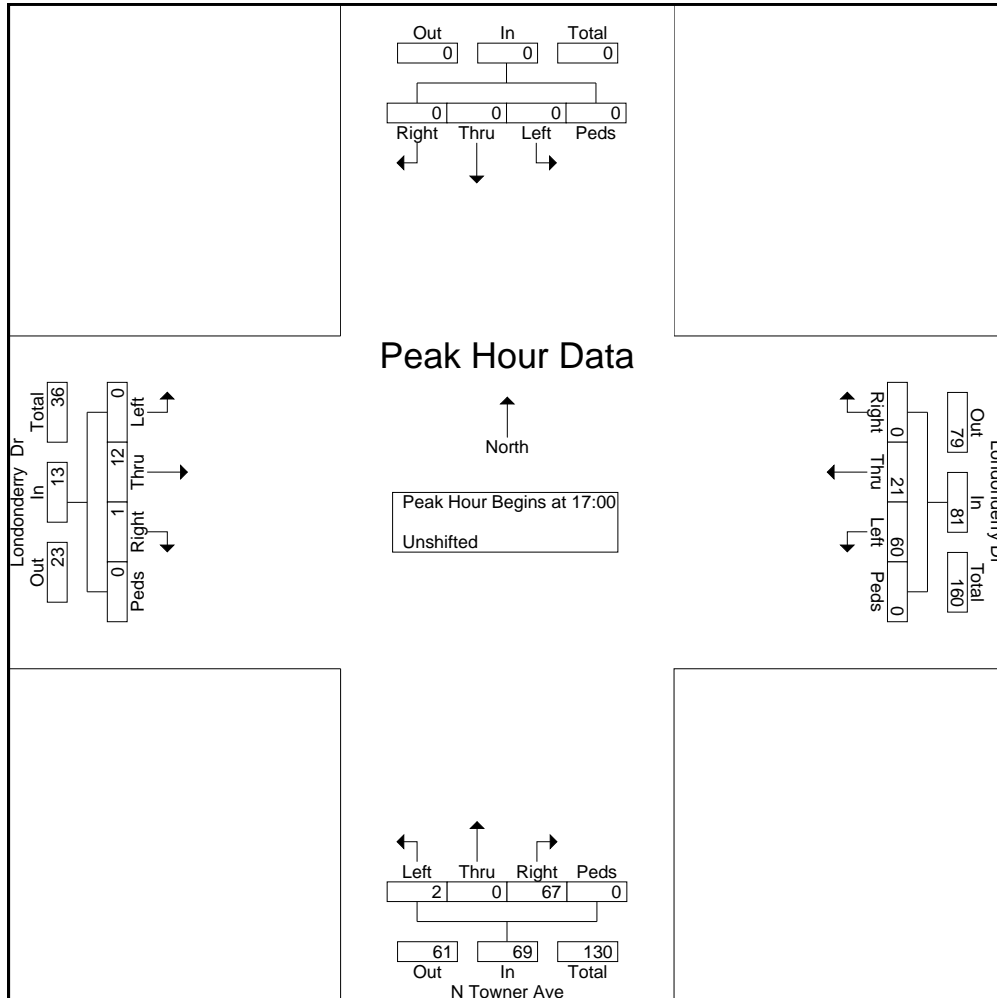 Out In Total
0 0 0
0 0 0 0
Right Thru Left Peds
Peak Hour Data
North
Peak Hour Begins at 17:00
Unshifted
Londonderry Dr
Total In Out
36 13 23
0 12 1 0
Left Thru Right Peds
Right Thru Left Peds
0 21 60 0
79 81 160
Out In Total
Londonderry Dr
Left Thru Right Peds
2 0 67 0
61 69 130
Out In Total
N Towner Ave